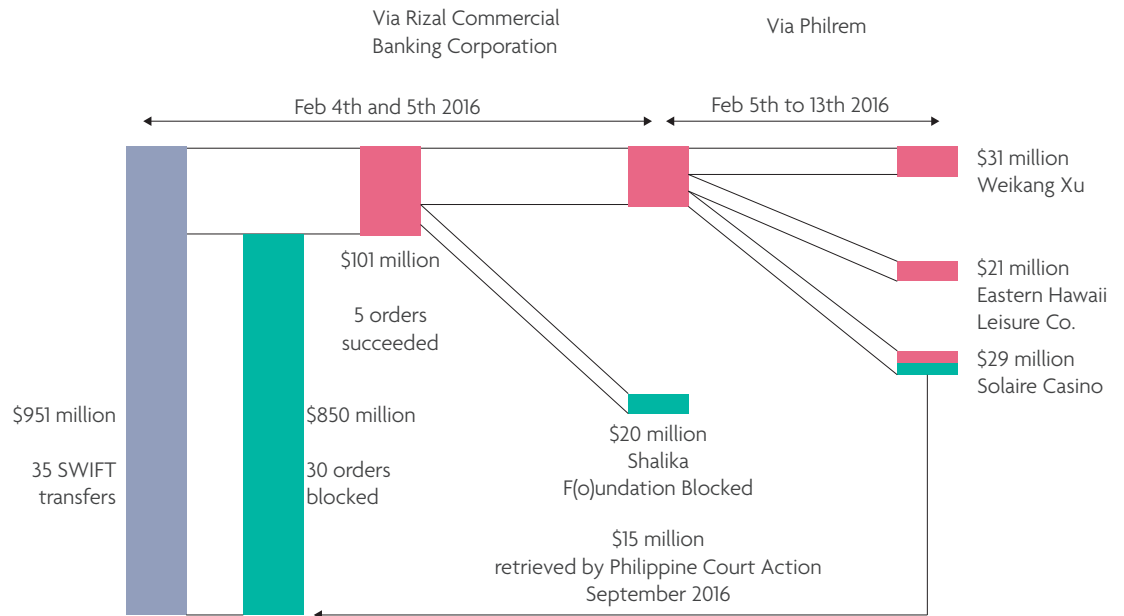 Via Rizal Commercial
Banking Corporation
Via Philrem
Feb 4th and 5th 2016
Feb 5th to 13th 2016
$31 million
Weikang Xu
$101 million
5 orders
succeeded
$21 million
Eastern Hawaii
Leisure Co.
$29 million
Solaire Casino
$951 million
35 SWIFT
transfers
$850 million
30 orders
blocked
$20 million
Shalika
F(o)undation Blocked
$15 million
retrieved by Philippine Court Action
September 2016